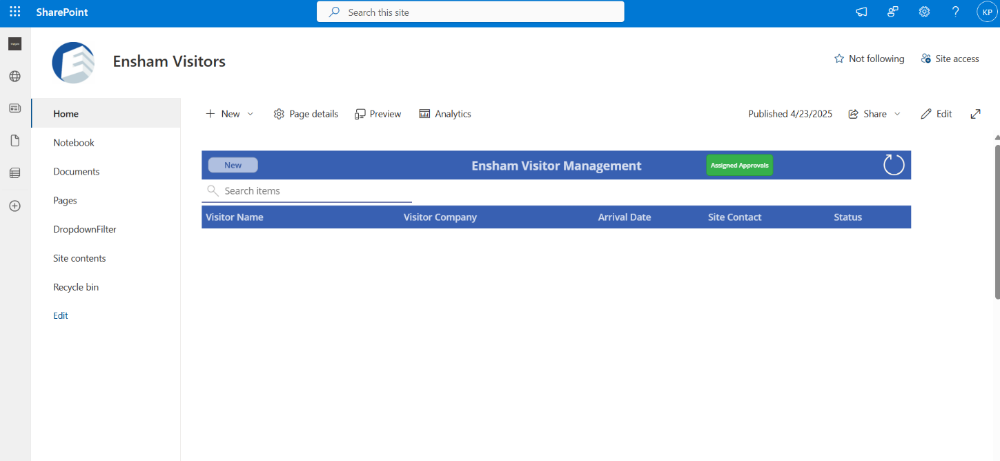 SharePoint
Search this site
KP
Ensham Visitors
Not following
Site access
Home
Notebook
Documents
Pages
DropdownFilter
Site contents
Recycle bin
Edit
New
Page details
Preview
Analytics
Published 4/23/2025
Share
Edit
New
Ensham Visitor Management
Assigned Approvals
Search items
Visitor Name
Visitor Company
Arrival Date
Site Contact
Status